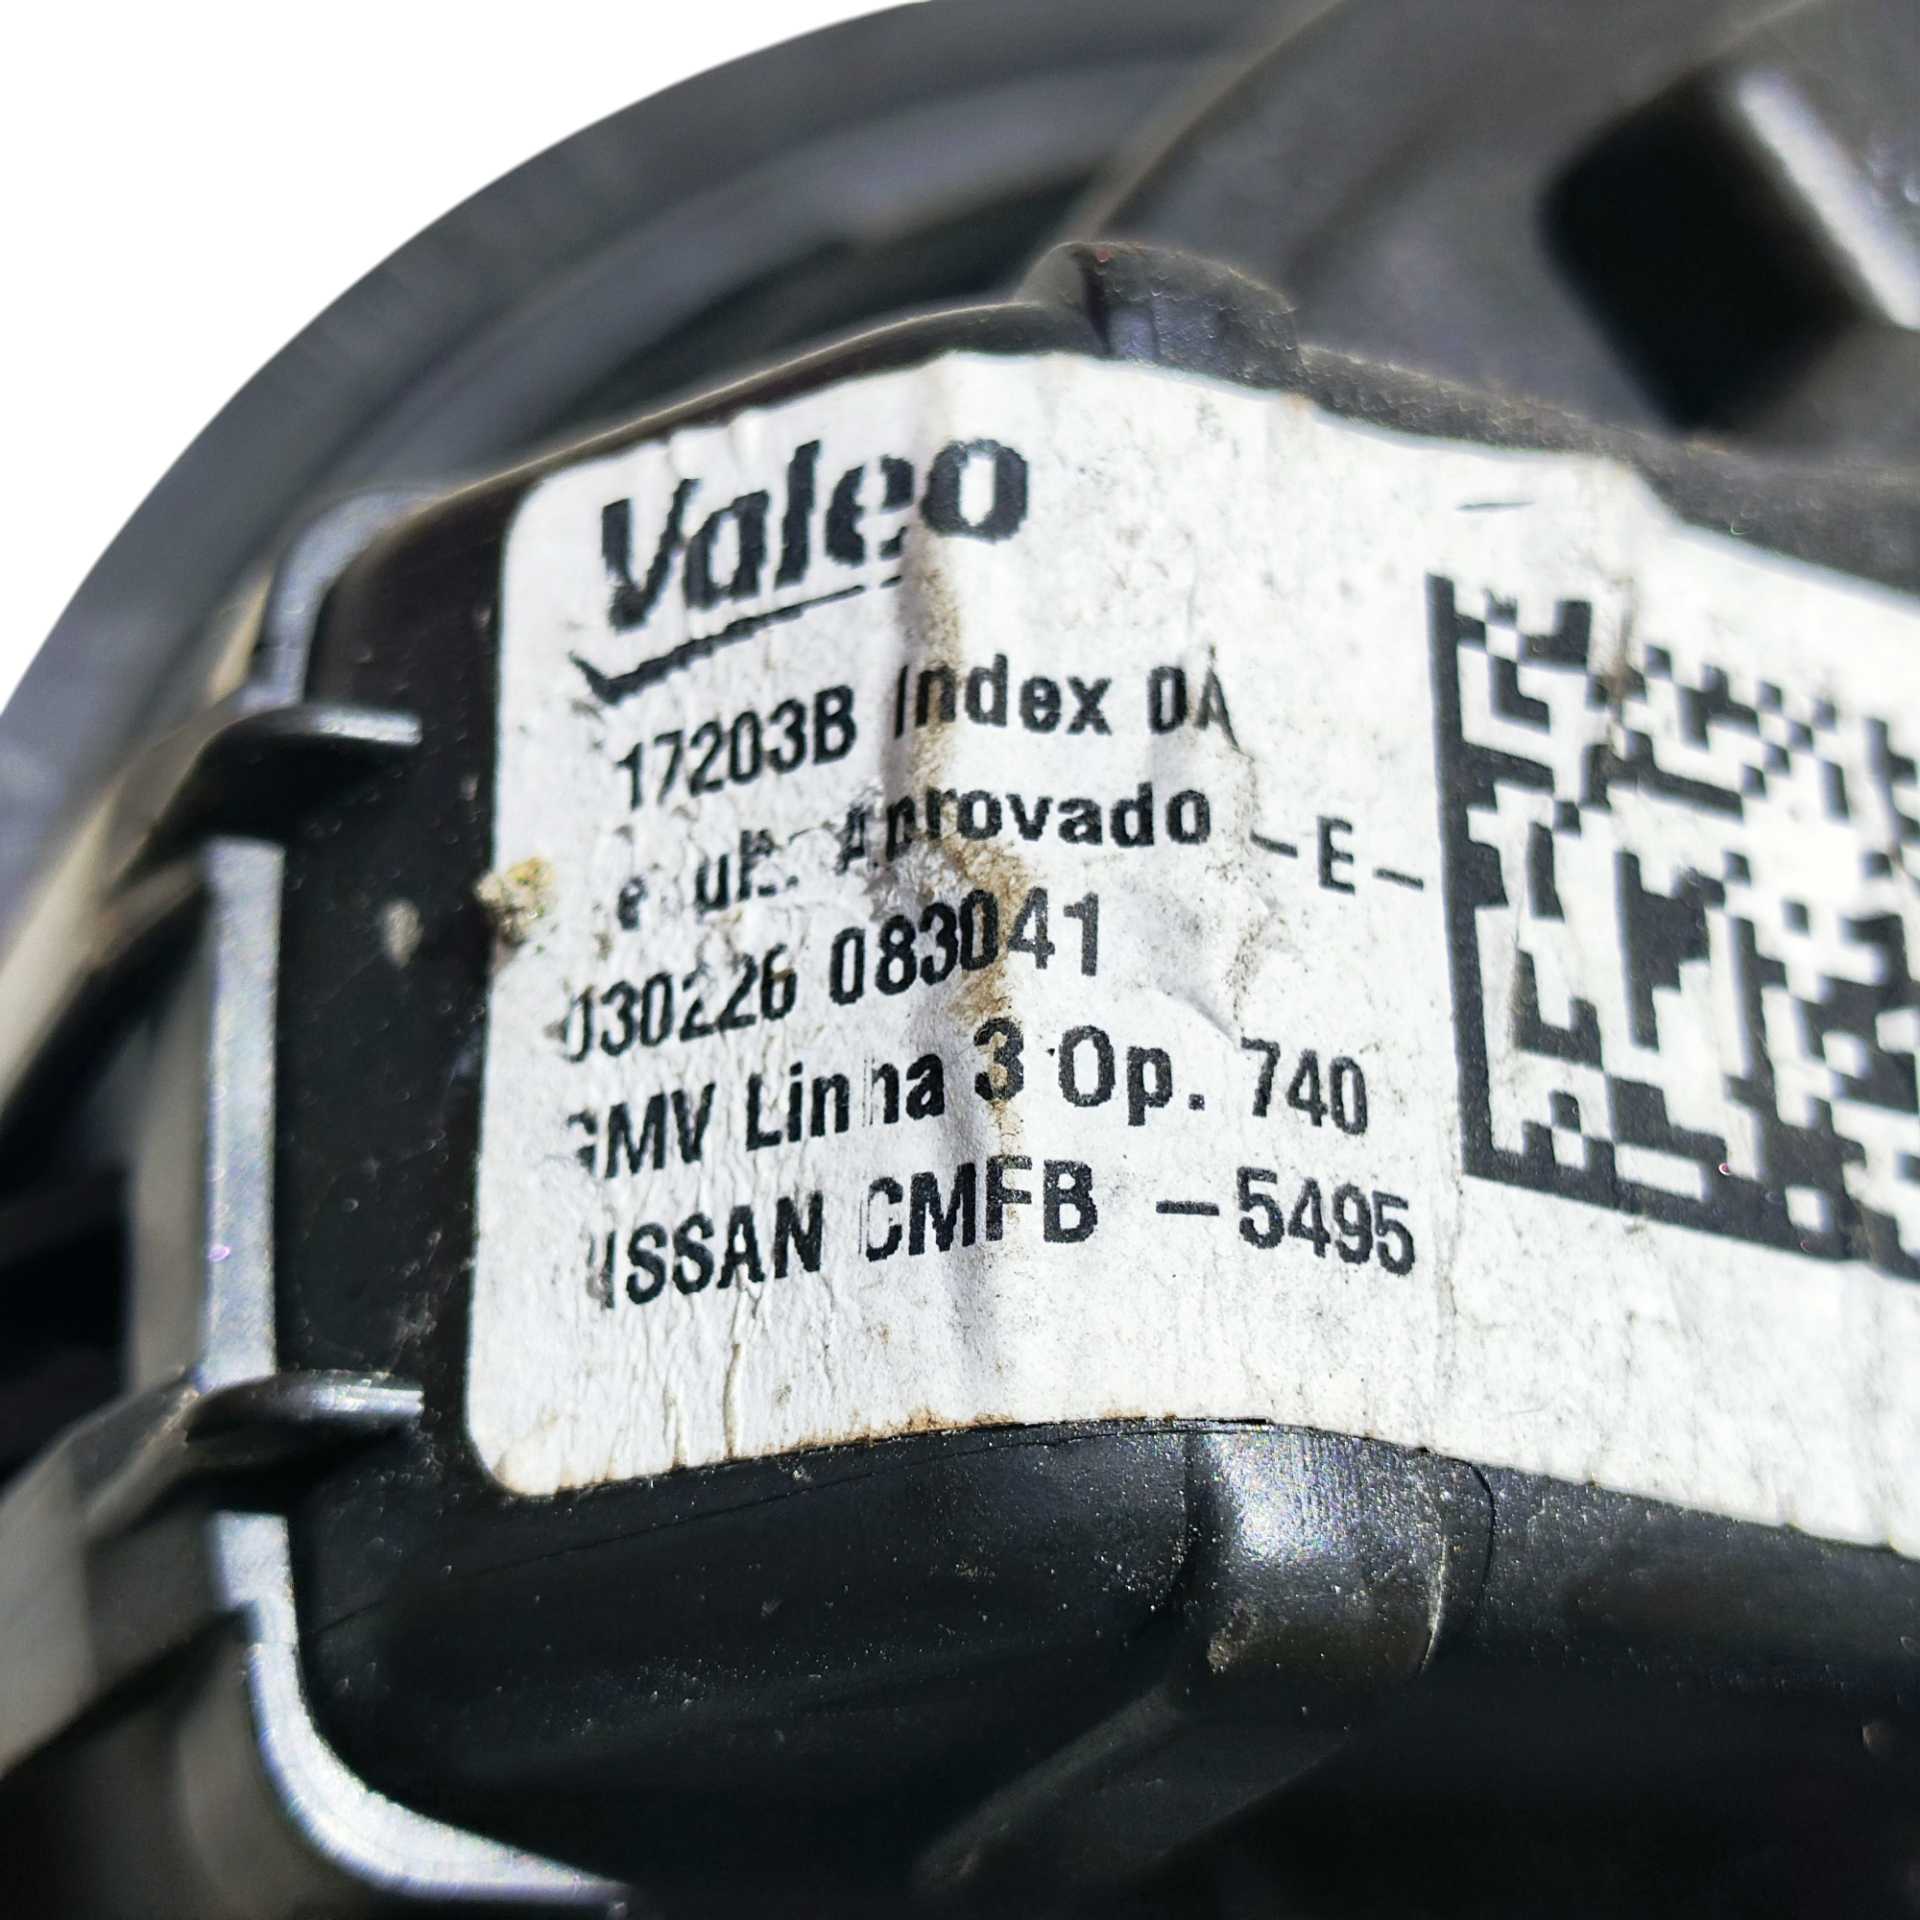 Valeo
17203B Index 0A
Aprovado -E-
030226 083041
GMV Linha 3 Op. 740
NISSAN CMFB -5495